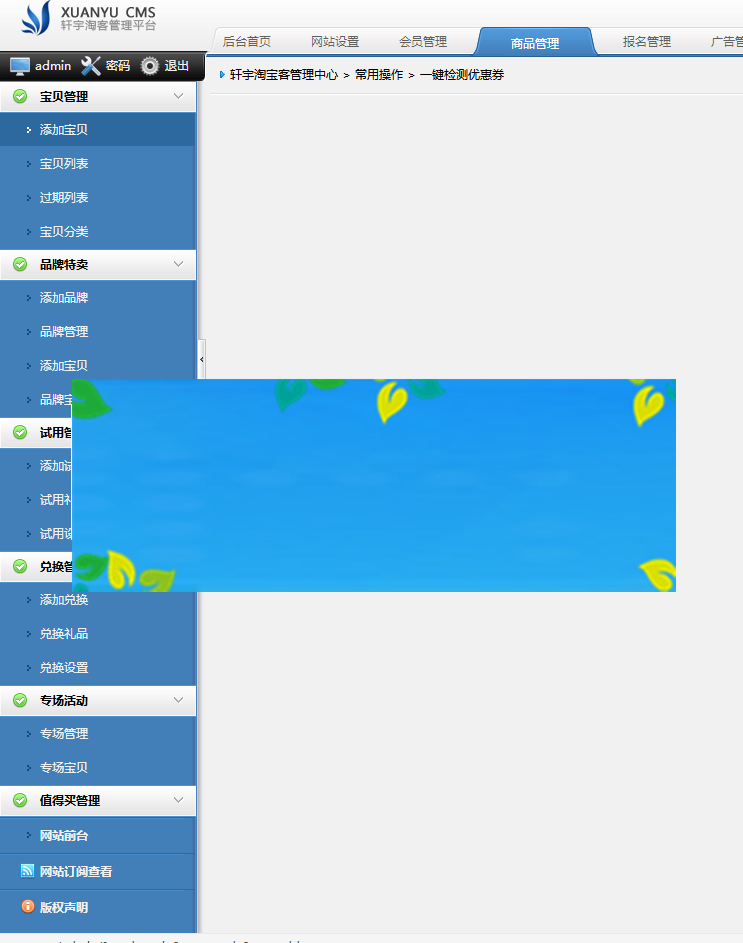 XUANYU CMS
轩宇淘客管理平台
后台首页 网站设置 会员管理 商品管理 报名管理 广告管
admin 密码 退出
轩宇淘宝客管理中心 > 常用操作 > 一键检测优惠券
宝贝管理
添加宝贝
宝贝列表
过期列表
宝贝分类
品牌特卖
添加品牌
品牌管理
添加宝贝
品牌宝
试用管
添加试
试用礼
试用设
兑换管
添加兑换
兑换礼品
兑换设置
专场活动
专场管理
专场宝贝
值得买管理
网站前台
网站订阅查看
版权声明